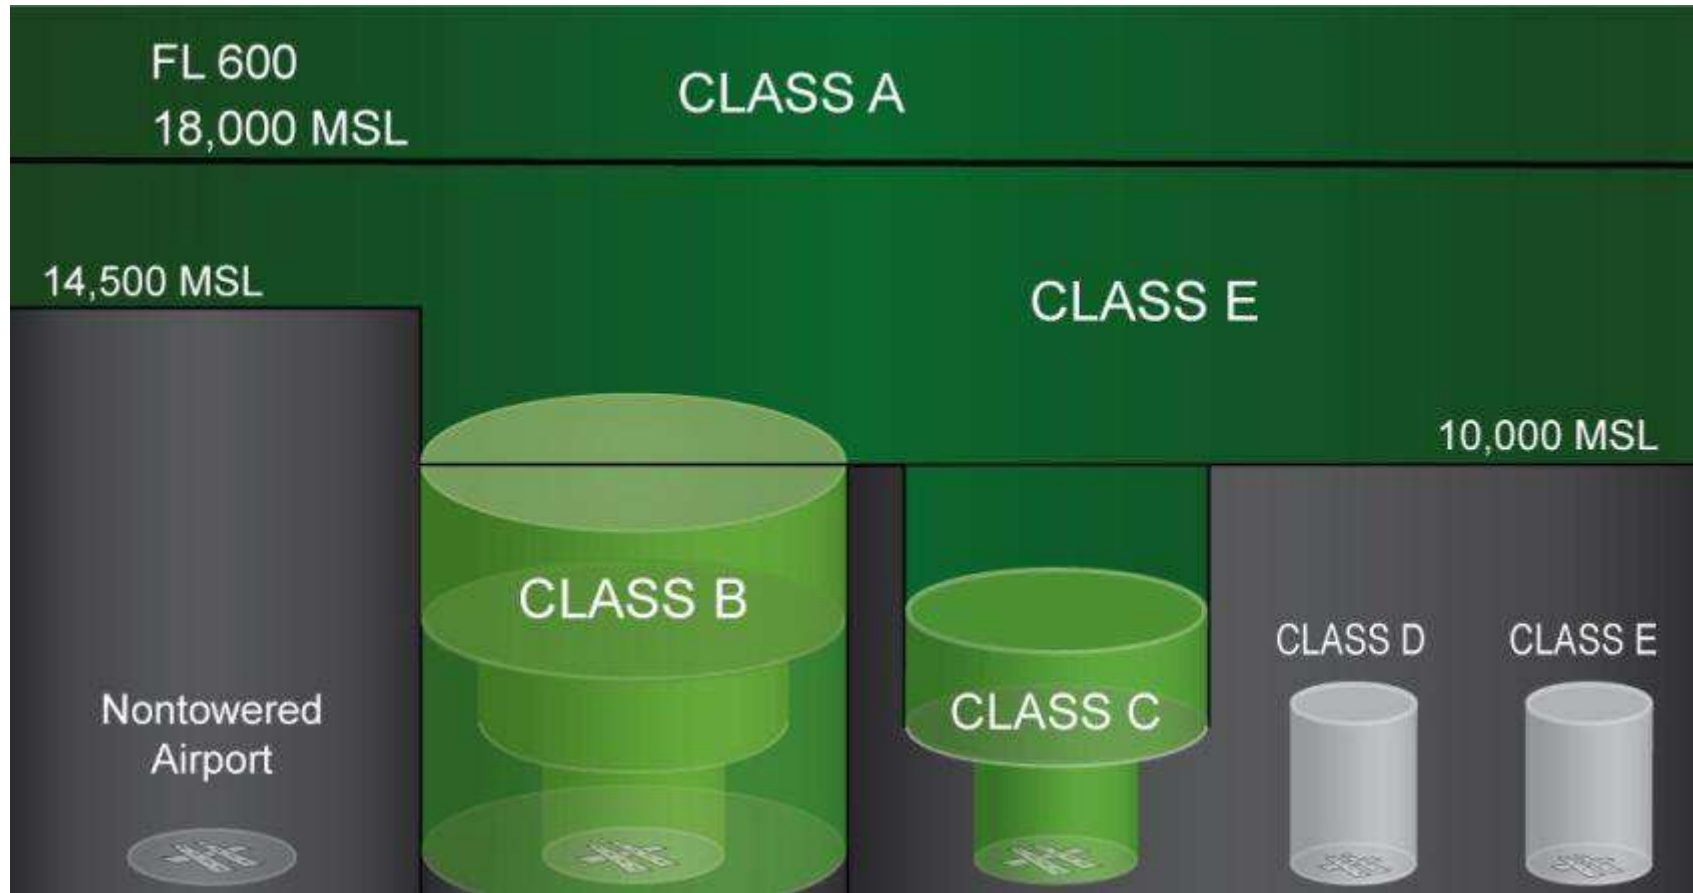 FL 600
18,000 MSL
CLASS A
14,500 MSL
CLASS E
10,000 MSL
CLASS B
CLASS D
CLASS E
Nontowered
Airport
CLASS C